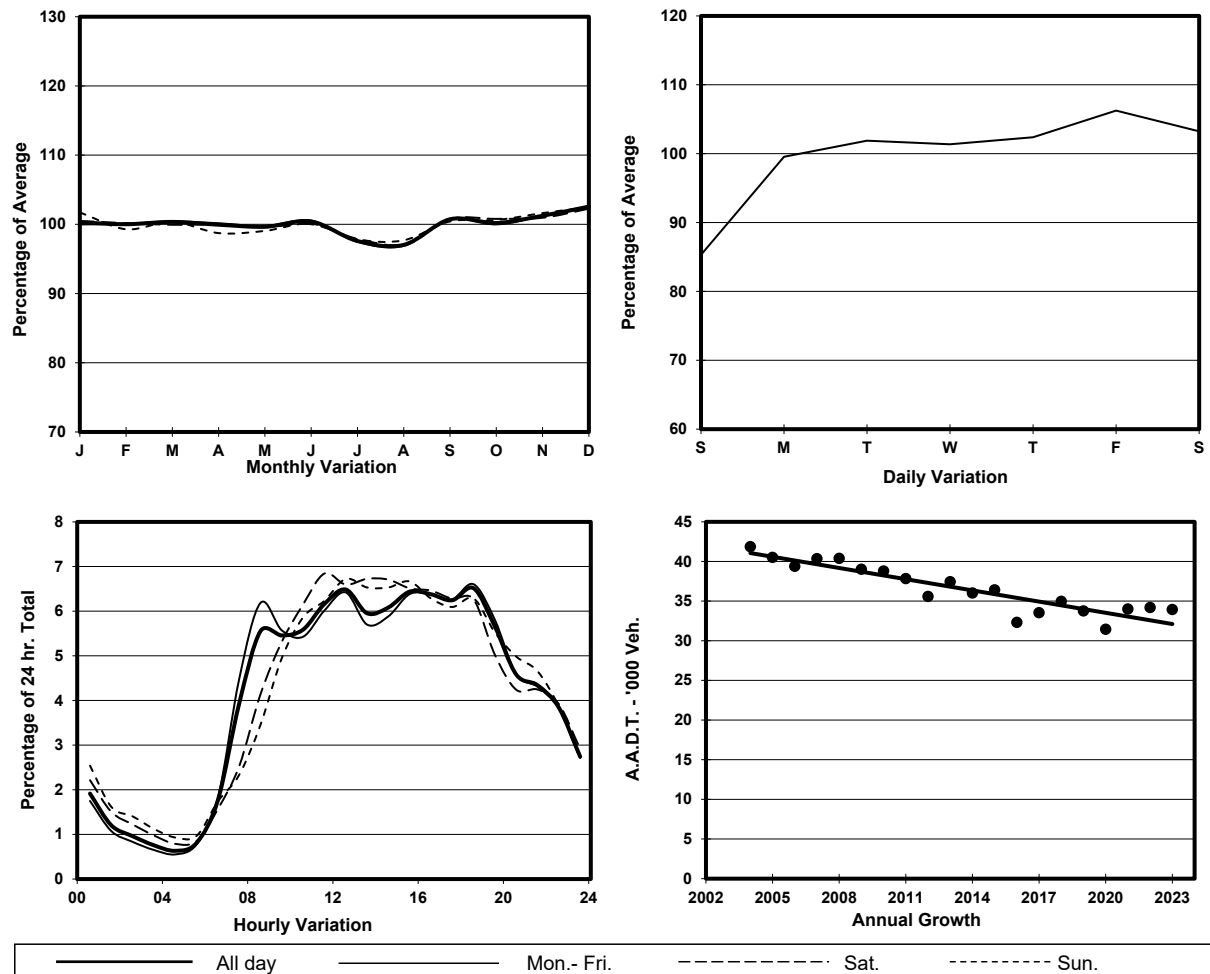 130
120
110
100
90
80
70
Percentage of Average
J F M A M J J A S O N D
Monthly Variation
120
110
100
90
80
70
60
Percentage of Average
S M T W T F S
Daily Variation
8
7
6
5
4
3
2
1
0
Percentage of 24 hr. Total
00 04 08 12 16 20 24
Hourly Variation
45
40
35
30
25
20
15
10
5
0
A.A.D.T. - '000 Veh.
2002 2005 2008 2011 2014 2017 2020 2023
Annual Growth
All day Mon.- Fri. Sat. Sun.